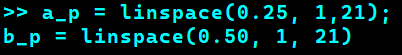 >> a_p = linspace(0.25, 1,21);
b_p = linspace(0.50, 1, 21)